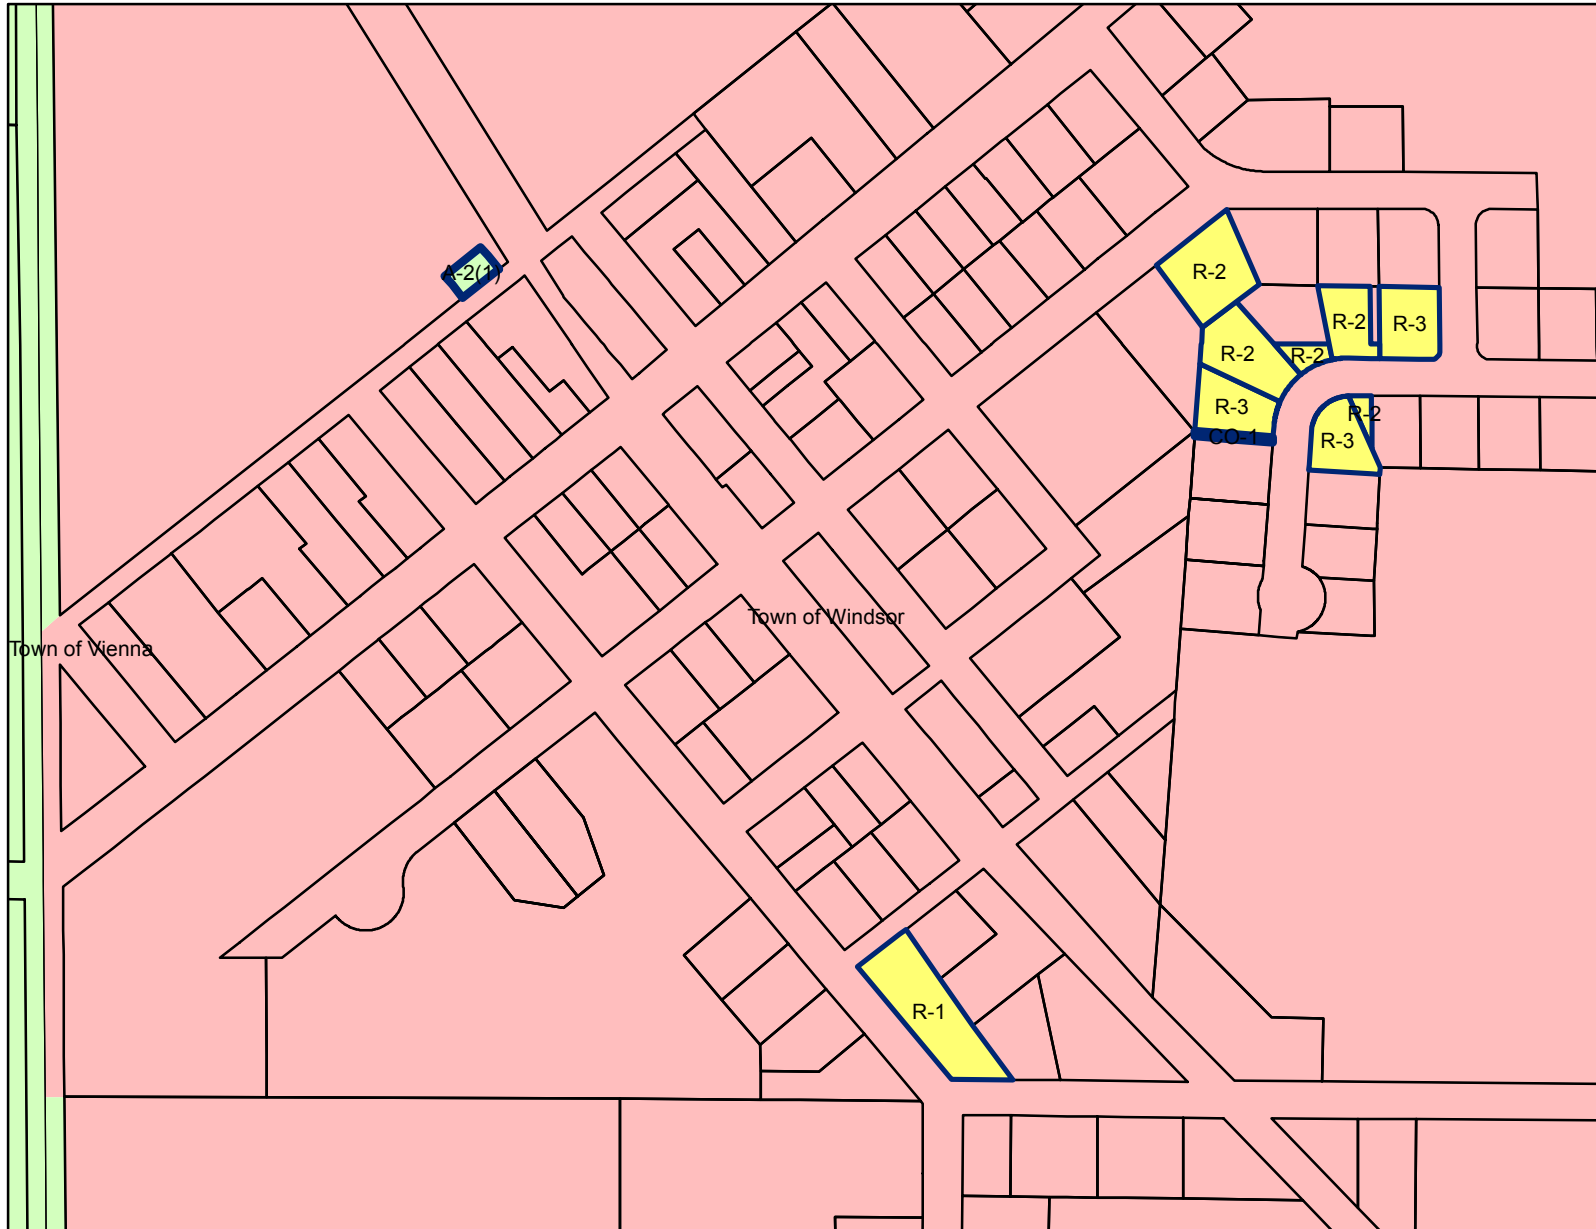 A-2(1)
R-2
R-2
R-3
R-2
R-2
R-3
R-2
CO-1
R-3
Town of Windsor
Town of Vienna
R-1